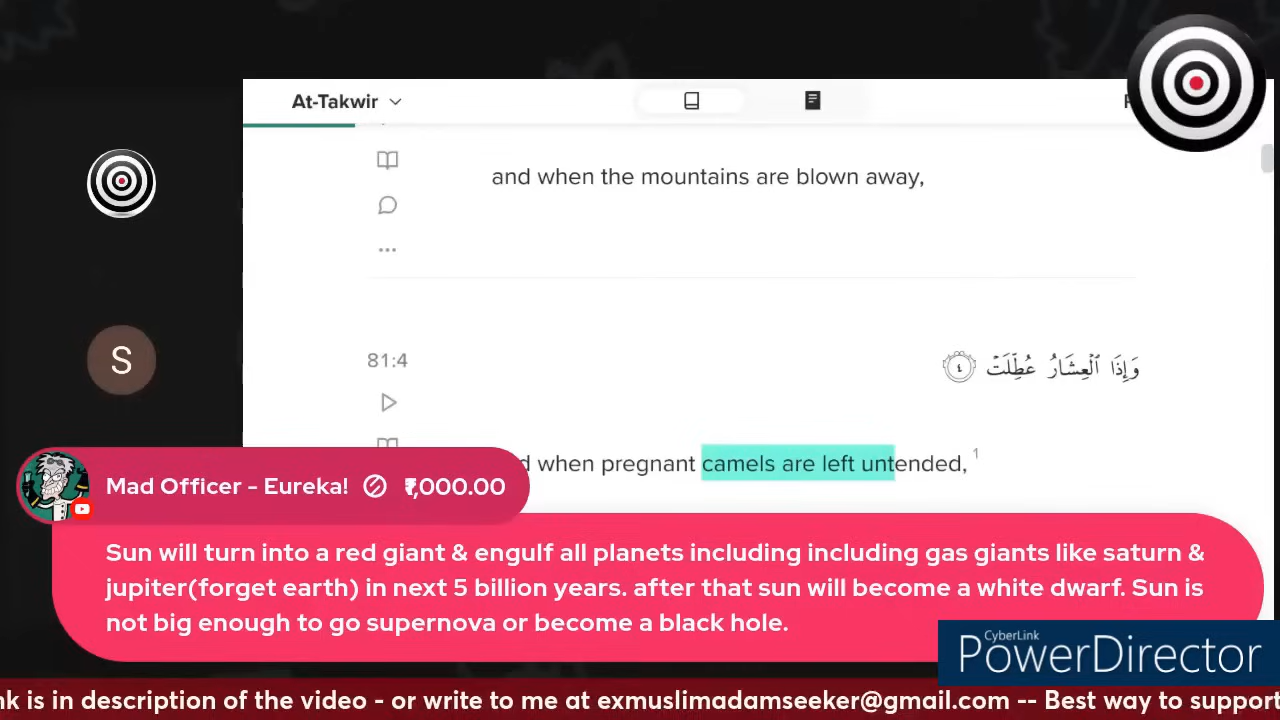 At-Takwir
and when the mountains are blown away,
81:4
وَإِذَا ٱلْعِشَارُ عُطِّلَتْ ٤
S
d when pregnant camels are left untended, 1
Mad Officer - Eureka! ₹1,000.00
Sun will turn into a red giant & engulf all planets including including gas giants like saturn &
jupiter(forget earth) in next 5 billion years. after that sun will become a white dwarf. Sun is
not big enough to go supernova or become a black hole.
CyberLink
PowerDirector
nk is in description of the video - or write to me at exmuslimadamseeker@gmail.com -- Best way to support